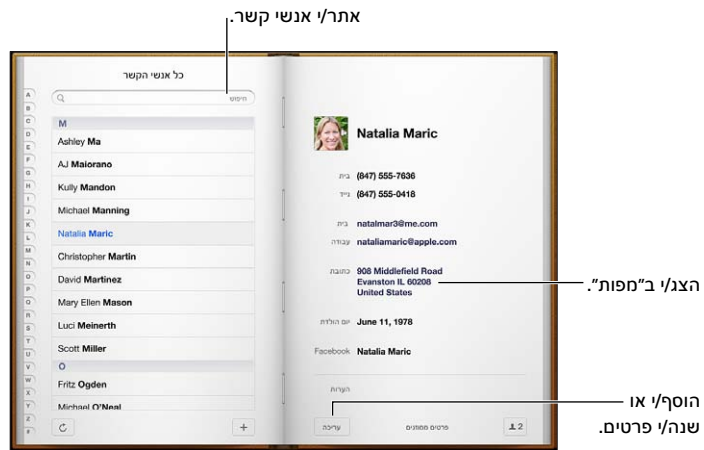 אתר/י אנשי קשר.
כל אנשי הקשר
חיפוש
A
B
C
D
E
F
G
H
I
J
K
L
M
N
O
P
Q
R
S
T
U
V
W
X
Y
Z
#
M
Ashley Ma
AJ Maiorano
Kully Mandon
Michael Manning
Natalia Maric
Christopher Martin
David Martinez
Mary Ellen Mason
Luci Meinerth
Scott Miller
O
Fritz Ogden
Michael O'Neal
Natalia Maric
בית (847) 555-7636
נייד (847) 555-0418
בית natalmar3@me.com
עבודה nataliamaric@apple.com
כתובת 908 Middlefield Road
Evanston IL 60208
United States
יום הולדת June 11, 1978
Facebook Natalia Maric
הערות
עריכה
פרטים ממוזגים
2
הצג/י ב"מפות".
הוסף/י או
שנה/י פרטים.